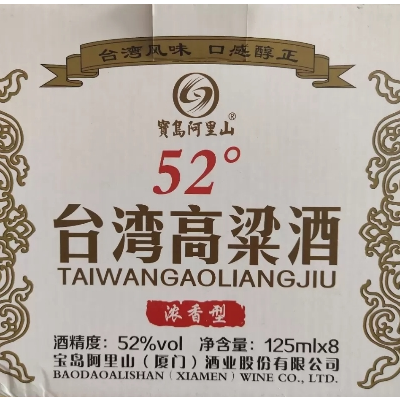 台湾风味 口感醇正
®
寶島阿里山
52°
台湾高粱酒
TAIWANGAOLIANGJIU
浓香型
酒精度：52%vol 净含量：125mlx8
宝岛阿里山（厦门）酒业股份有限公司
BAODAOALISHAN（XIAMEN）WINE CO., LTD.